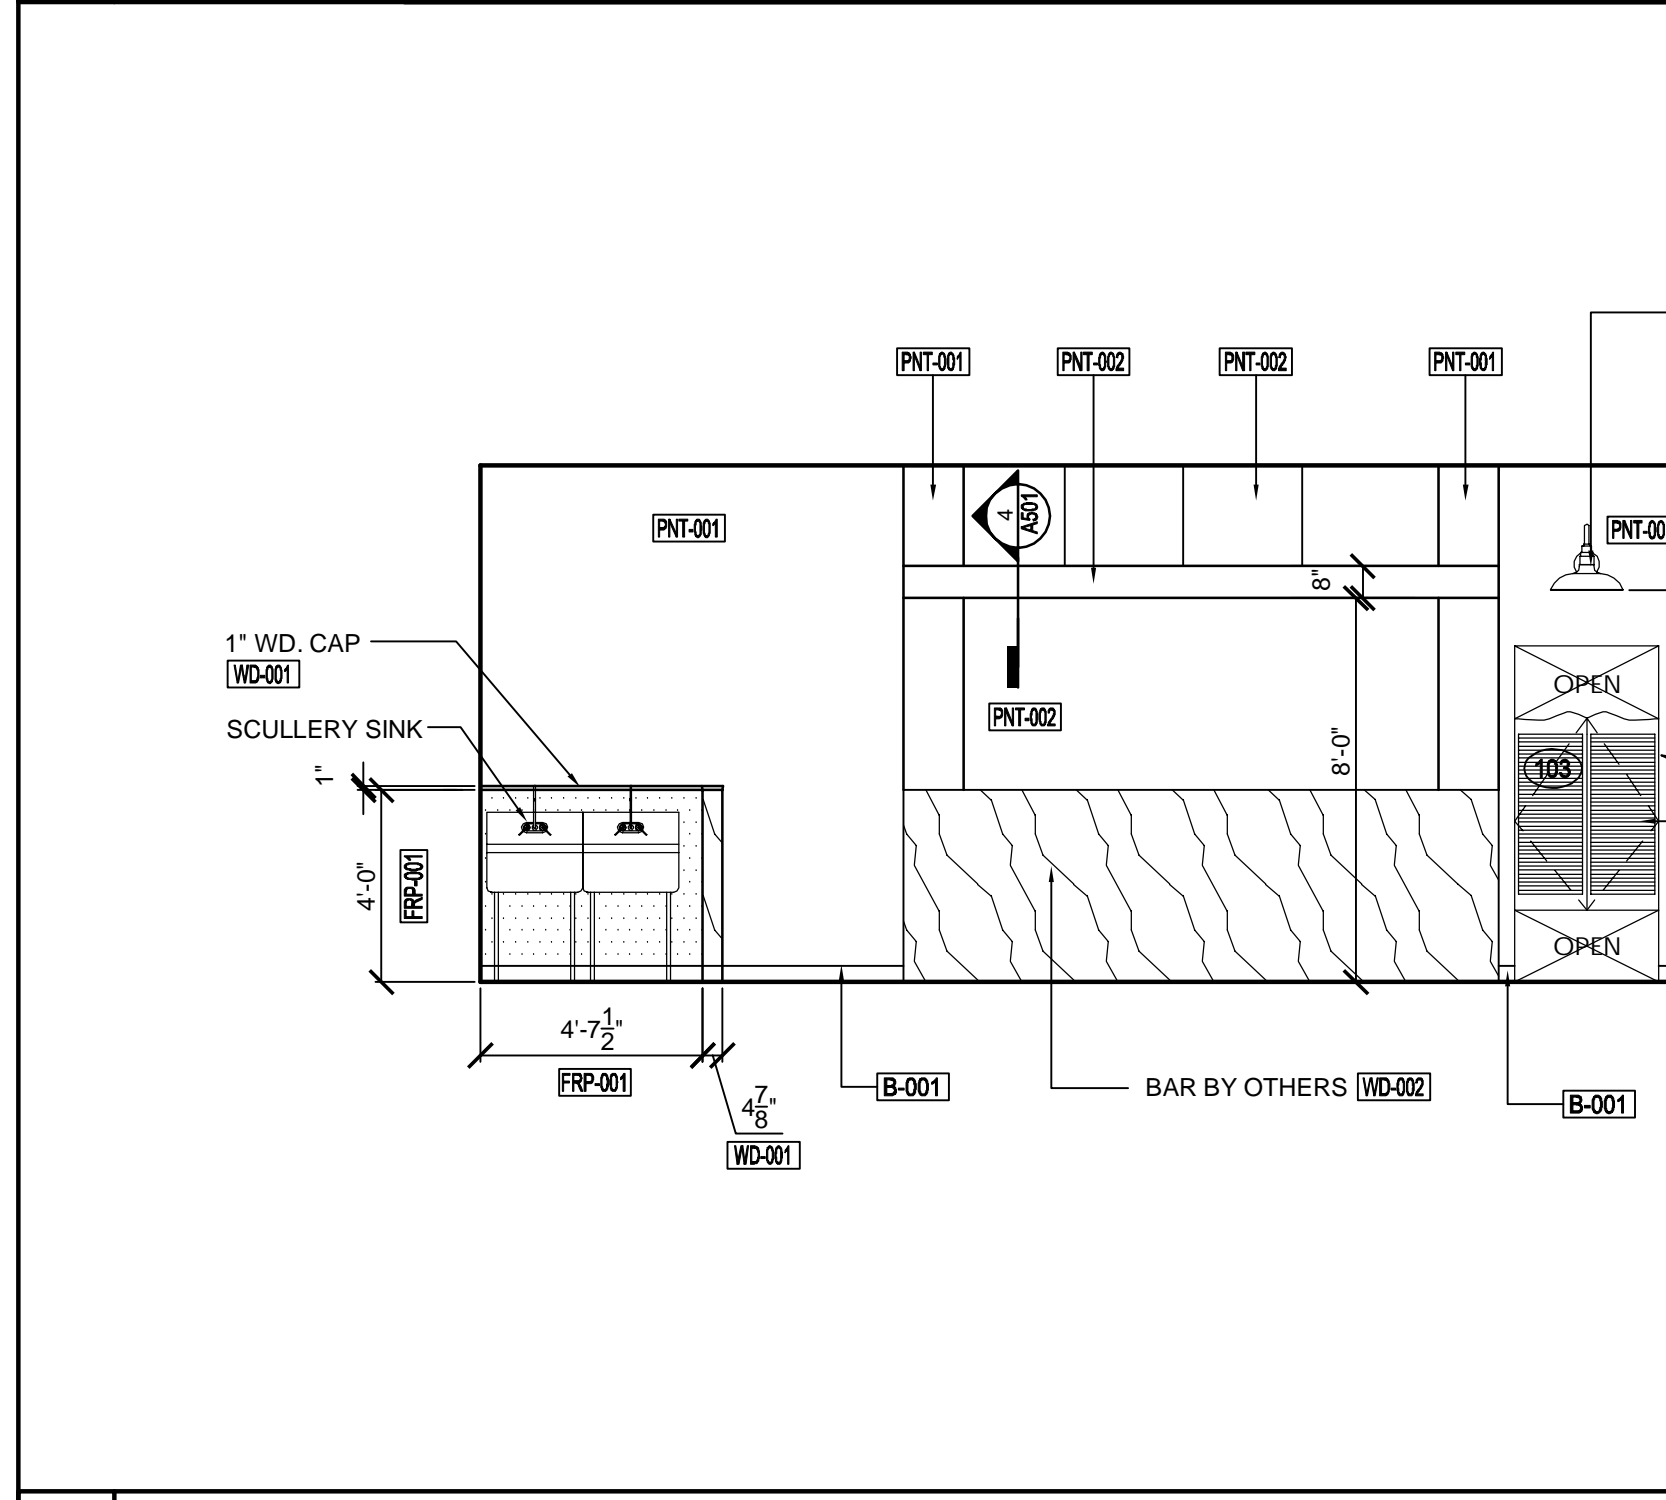 PNT-001
PNT-002
PNT-002
PNT-001
4
A501
PNT-001
PNT-00
8"
1" WD. CAP
WD-001
OPEN
PNT-002
SCULLERY SINK
8'-0"
1"
103
4'-0"
FRP-001
OPEN
4'-7 1/2"
FRP-001
B-001
BAR BY OTHERS WD-002
B-001
4 7/8"
WD-001